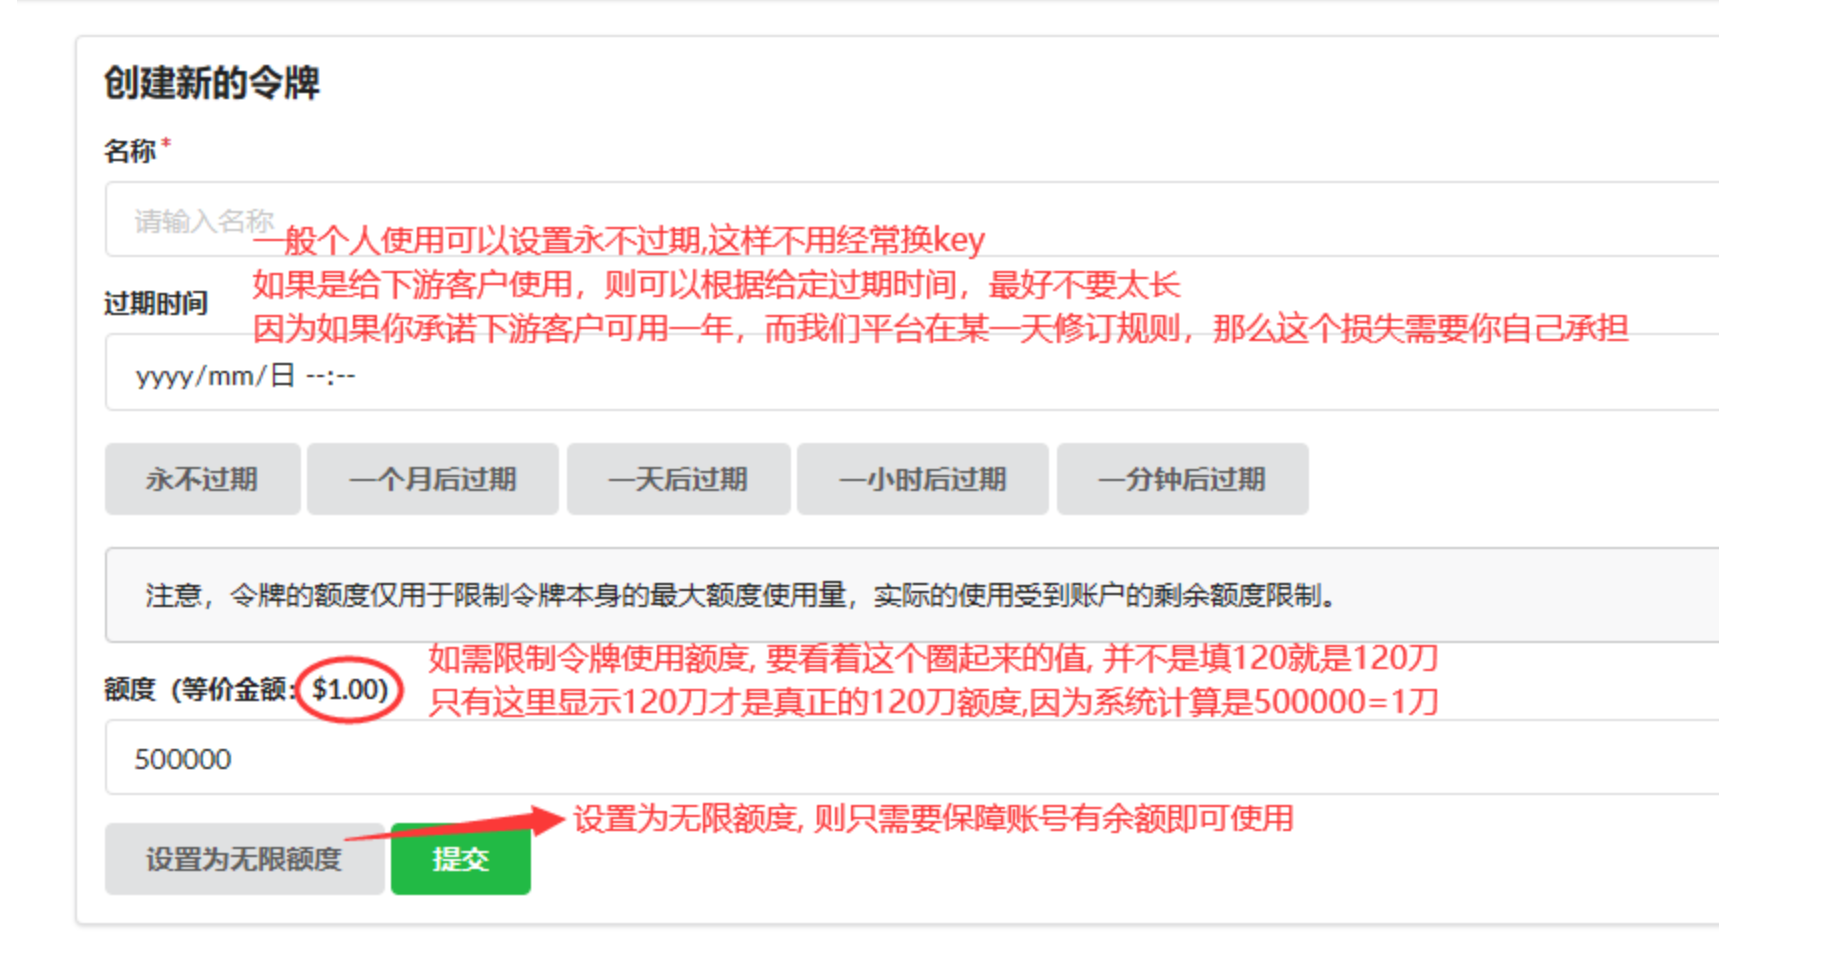 创建新的令牌
名称*
请输入名称
一般个人使用可以设置永不过期,这样不用经常换key
如果是给下游客户使用，则可以根据给定过期时间，最好不要太长
过期时间
因为如果你承诺下游客户可用一年，而我们平台在某一天修订规则，那么这个损失需要你自己承担
yyyy/mm/日 --:--
永不过期 一个月后过期 一天后过期 一小时后过期 一分钟后过期
注意，令牌的额度仅用于限制令牌本身的最大额度使用量，实际的使用受到账户的剩余额度限制。
如需限制令牌使用额度, 要看着这个圈起来的值, 并不是填120就是120刀
额度（等价金额：$1.00)
只有这里显示120刀才是真正的120刀额度,因为系统计算是500000=1刀
500000
设置为无限额度, 则只需要保障账号有余额即可使用
设置为无限额度 提交